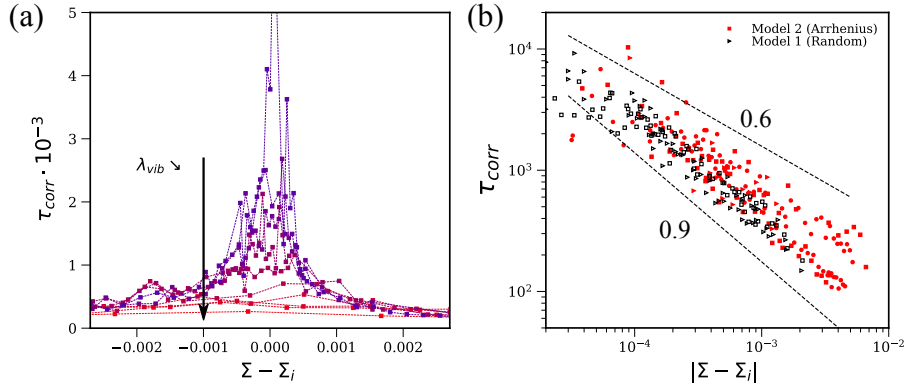 (a)
5
4
3
2
1
0
τcorr · 10⁻³
λvib ↘
−0.002
−0.001
0.000
0.001
0.002
Σ − Σi
(b)
Model 2 (Arrhenius)
Model 1 (Random)
10⁴
10³
10²
τcorr
0.6
0.9
10⁻⁴
10⁻³
10⁻²
|Σ − Σi|